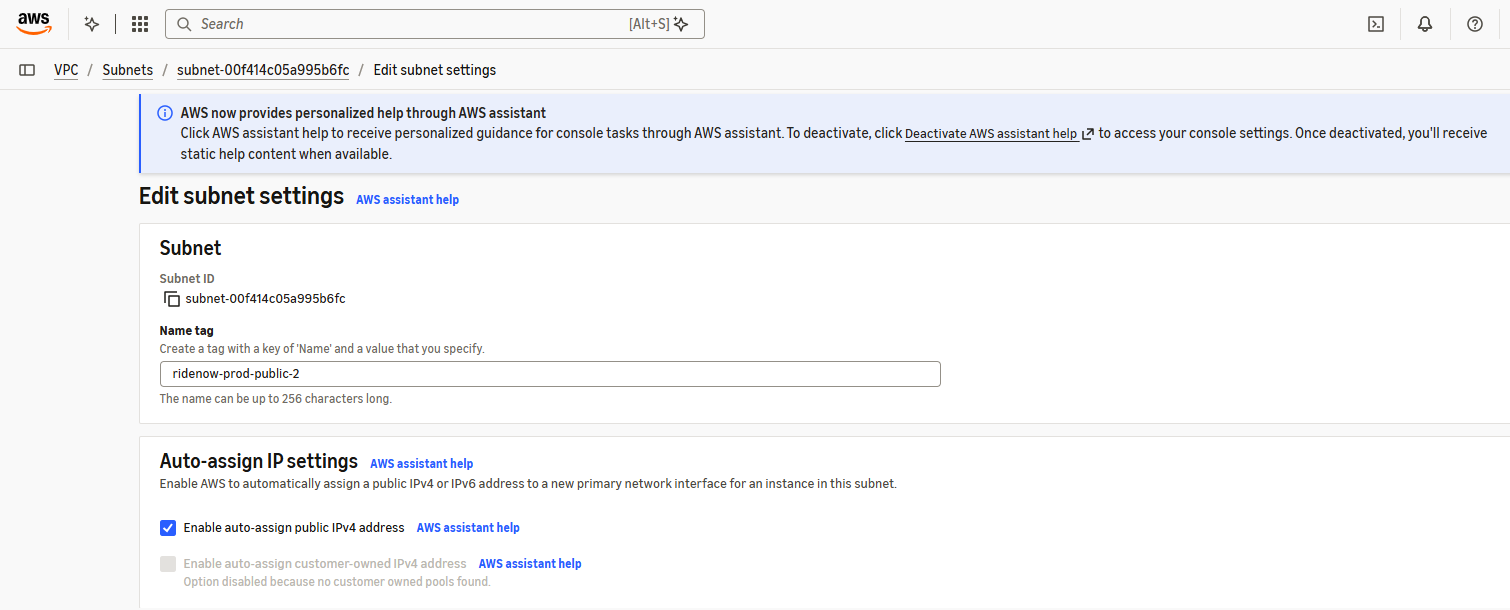 aws
Search [Alt+S]
VPC / Subnets / subnet-00f414c05a995b6fc / Edit subnet settings
AWS now provides personalized help through AWS assistant
Click AWS assistant help to receive personalized guidance for console tasks through AWS assistant. To deactivate, click Deactivate AWS assistant help to access your console settings. Once deactivated, you'll receive
static help content when available.
Edit subnet settings AWS assistant help
Subnet
Subnet ID
subnet-00f414c05a995b6fc
Name tag
Create a tag with a key of 'Name' and a value that you specify.
ridenow-prod-public-2
The name can be up to 256 characters long.
Auto-assign IP settings AWS assistant help
Enable AWS to automatically assign a public IPv4 or IPv6 address to a new primary network interface for an instance in this subnet.
Enable auto-assign public IPv4 address AWS assistant help
Enable auto-assign customer-owned IPv4 address AWS assistant help
Option disabled because no customer owned pools found.